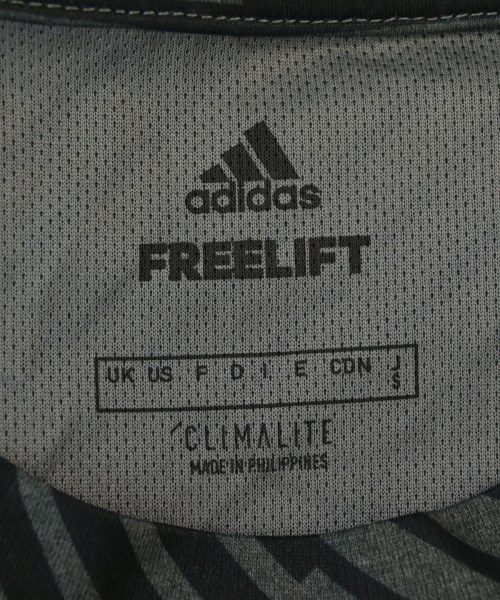 adidas
FREELIFT
UK US F D I E CDN J
S
CLIMALITE
MADE IN PHILIPPINES